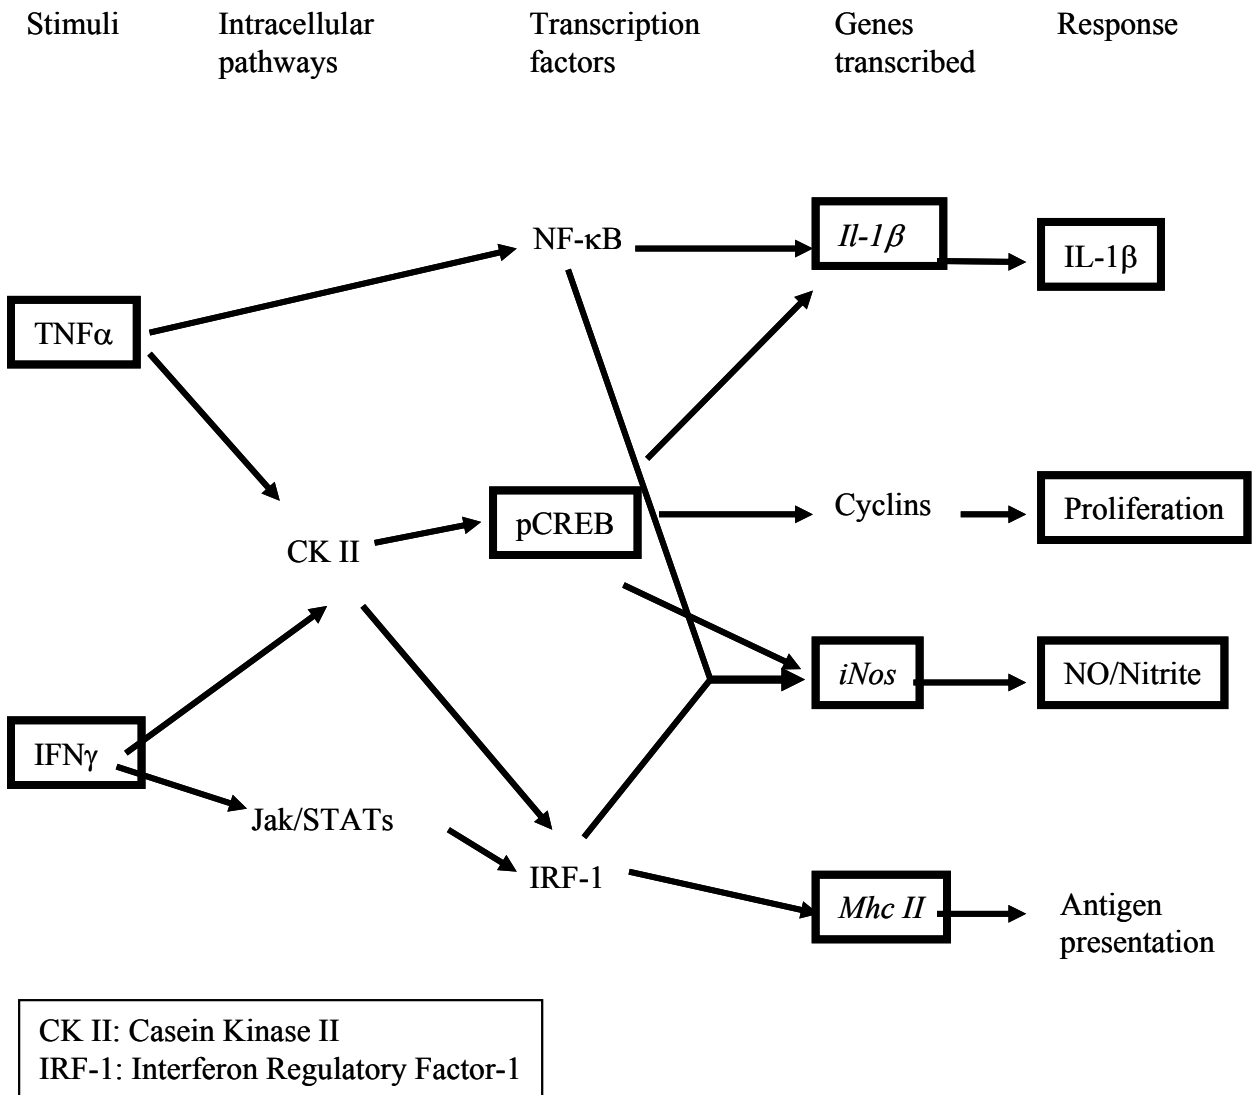 Stimuli
Intracellular
pathways
Transcription
factors
Genes
transcribed
Response
NF-κB
Il-1β
IL-1β
TNFα
CK II
pCREB
Cyclins
Proliferation
iNos
NO/Nitrite
IFNγ
Jak/STATs
IRF-1
Mhc II
Antigen
presentation
CK II: Casein Kinase II
IRF-1: Interferon Regulatory Factor-1